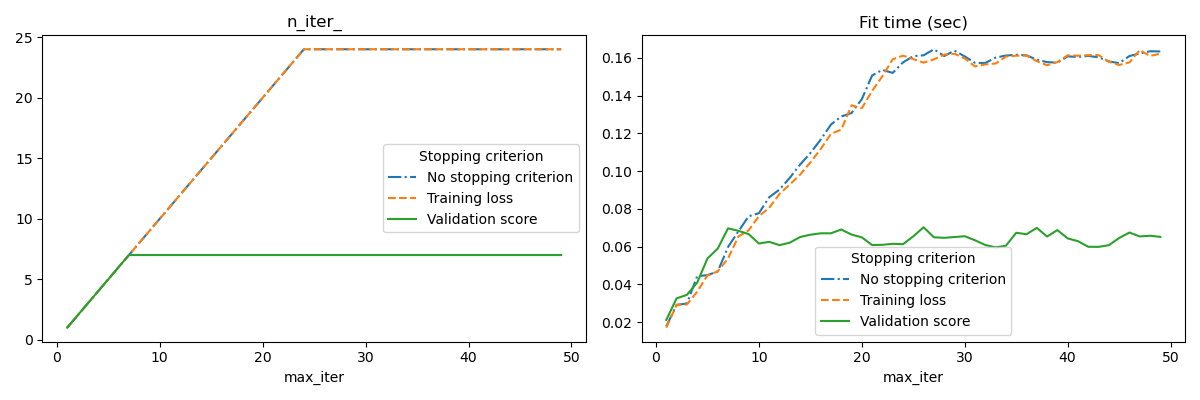 n_iter_
25
20
15
10
5
0
0
10
20
30
40
50
max_iter
Stopping criterion
No stopping criterion
Training loss
Validation score
Fit time (sec)
0.16
0.14
0.12
0.10
0.08
0.06
0.04
0.02
0
10
20
30
40
50
max_iter
Stopping criterion
No stopping criterion
Training loss
Validation score